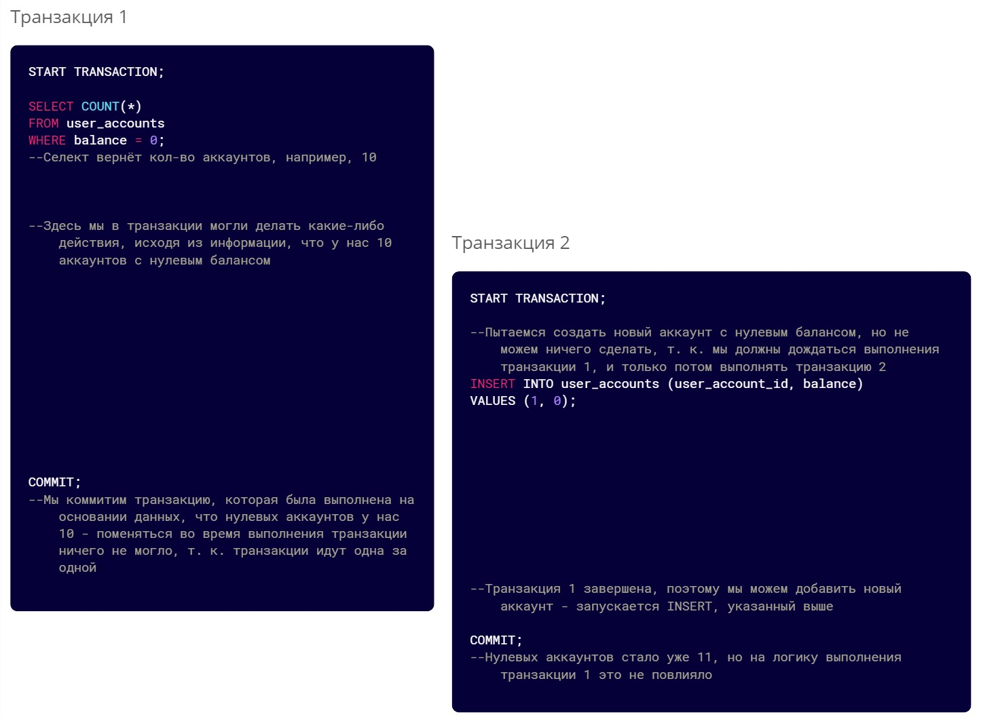 Транзакция 1
START TRANSACTION;
SELECT COUNT(*)
FROM user_accounts
WHERE balance = 0;
--Селект вернёт кол-во аккаунтов, например, 10
--Здесь мы в транзакции могли делать какие-либо
действия, исходя из информации, что у нас 10
аккаунтов с нулевым балансом
COMMIT;
--Мы коммитим транзакцию, которая была выполнена на
основании данных, что нулевых аккаунтов у нас
10 - поменяться во время выполнения транзакции
ничего не могло, т. к. транзакции идут одна за
одной
Транзакция 2
START TRANSACTION;
--Пытаемся создать новый аккаунт с нулевым балансом, но не
можем ничего сделать, т. к. мы должны дождаться выполнения
транзакции 1, и только потом выполнять транзакцию 2
INSERT INTO user_accounts (user_account_id, balance)
VALUES (1, 0);
--Транзакция 1 завершена, поэтому мы можем добавить новый
аккаунт - запускается INSERT, указанный выше
COMMIT;
--Нулевых аккаунтов стало уже 11, но на логику выполнения
транзакции 1 это не повлияло